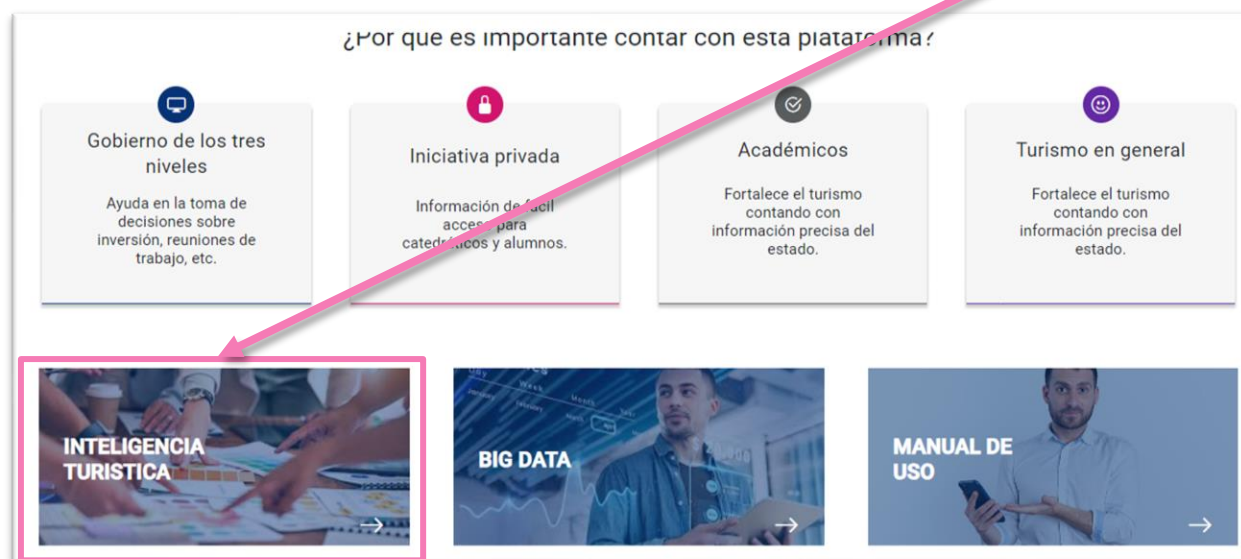 ¿Por que es importante contar con esta plataforma?
Gobierno de los tres
niveles
Ayuda en la toma de
decisiones sobre
inversión, reuniones de
trabajo, etc.
Iniciativa privada
Información de fácil
acceso para
catedráticos y alumnos.
Académicos
Fortalece el turismo
contando con
información precisa del
estado.
Turismo en general
Fortalece el turismo
contando con
información precisa del
estado.
INTELIGENCIA
TURISTICA
BIG DATA
MANUAL DE
USO